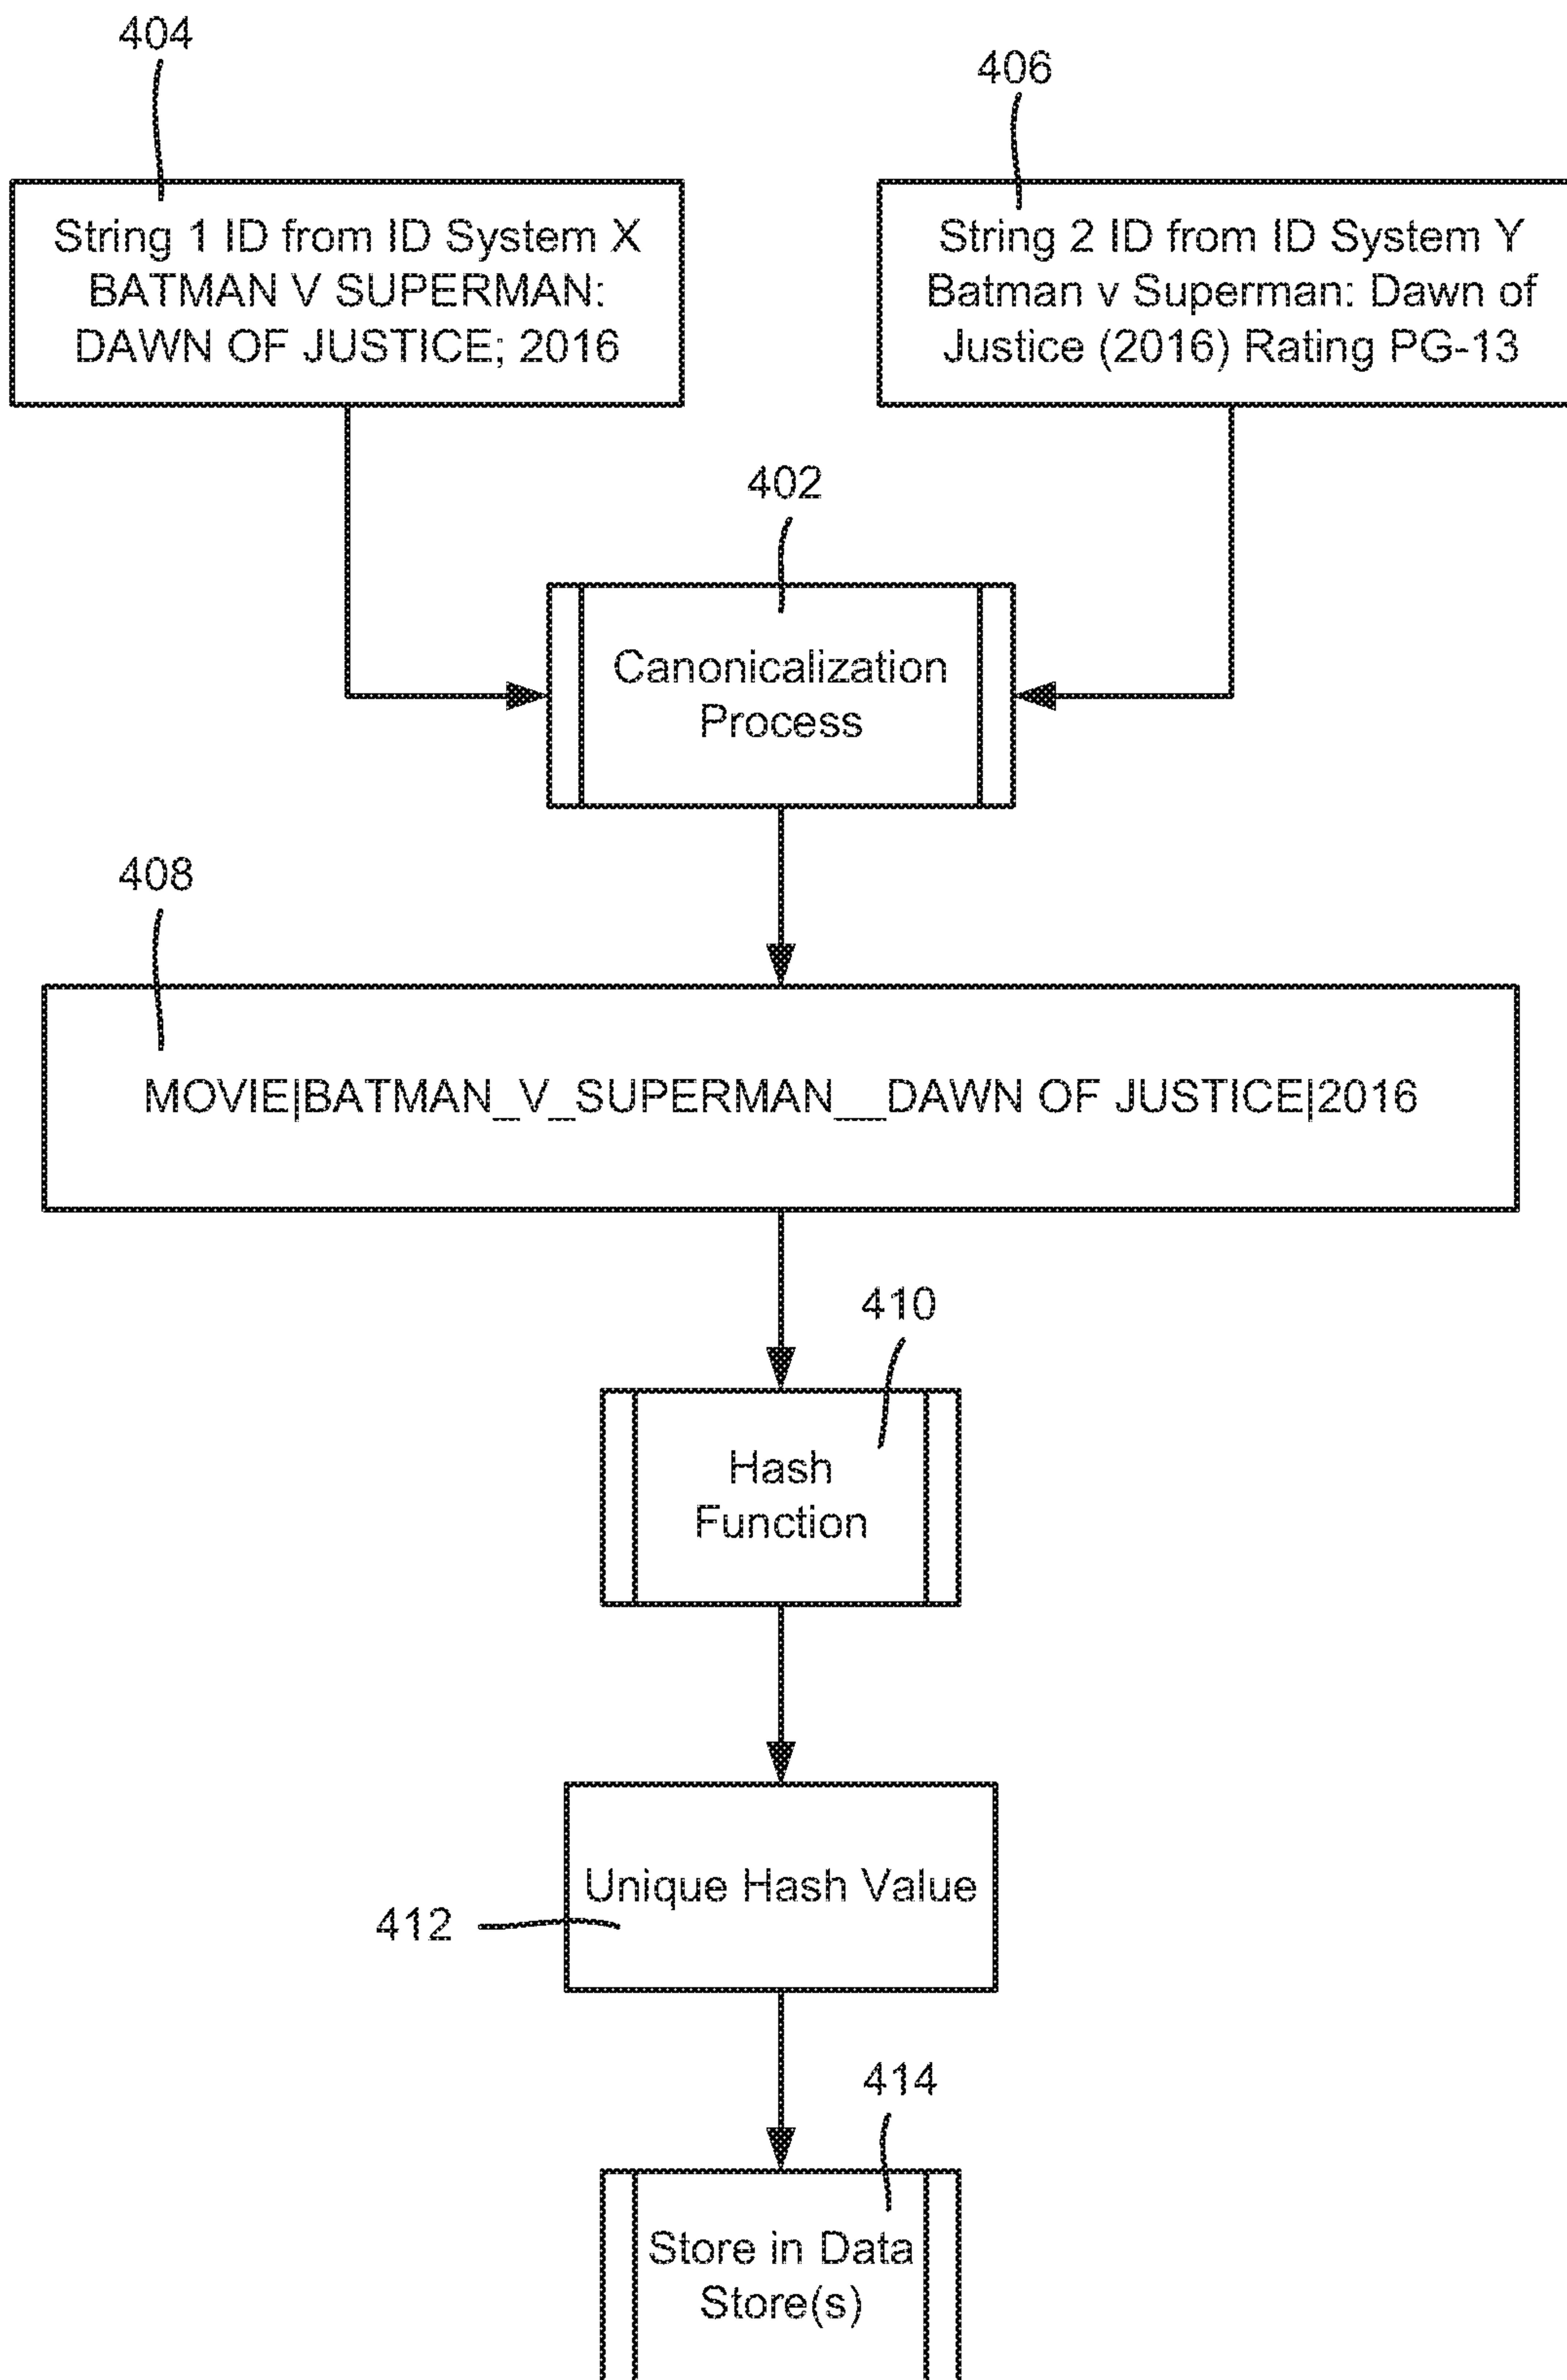 404
406
String 1 ID from ID System X
BATMAN V SUPERMAN:
DAWN OF JUSTICE; 2016
String 2 ID from ID System Y
Batman v Superman: Dawn of
Justice (2016) Rating PG-13
402
Canonicalization
Process
408
MOVIE|BATMAN_V_SUPERMAN__DAWN OF JUSTICE|2016
410
Hash
Function
Unique Hash Value
412
414
Store in Data
Store(s)